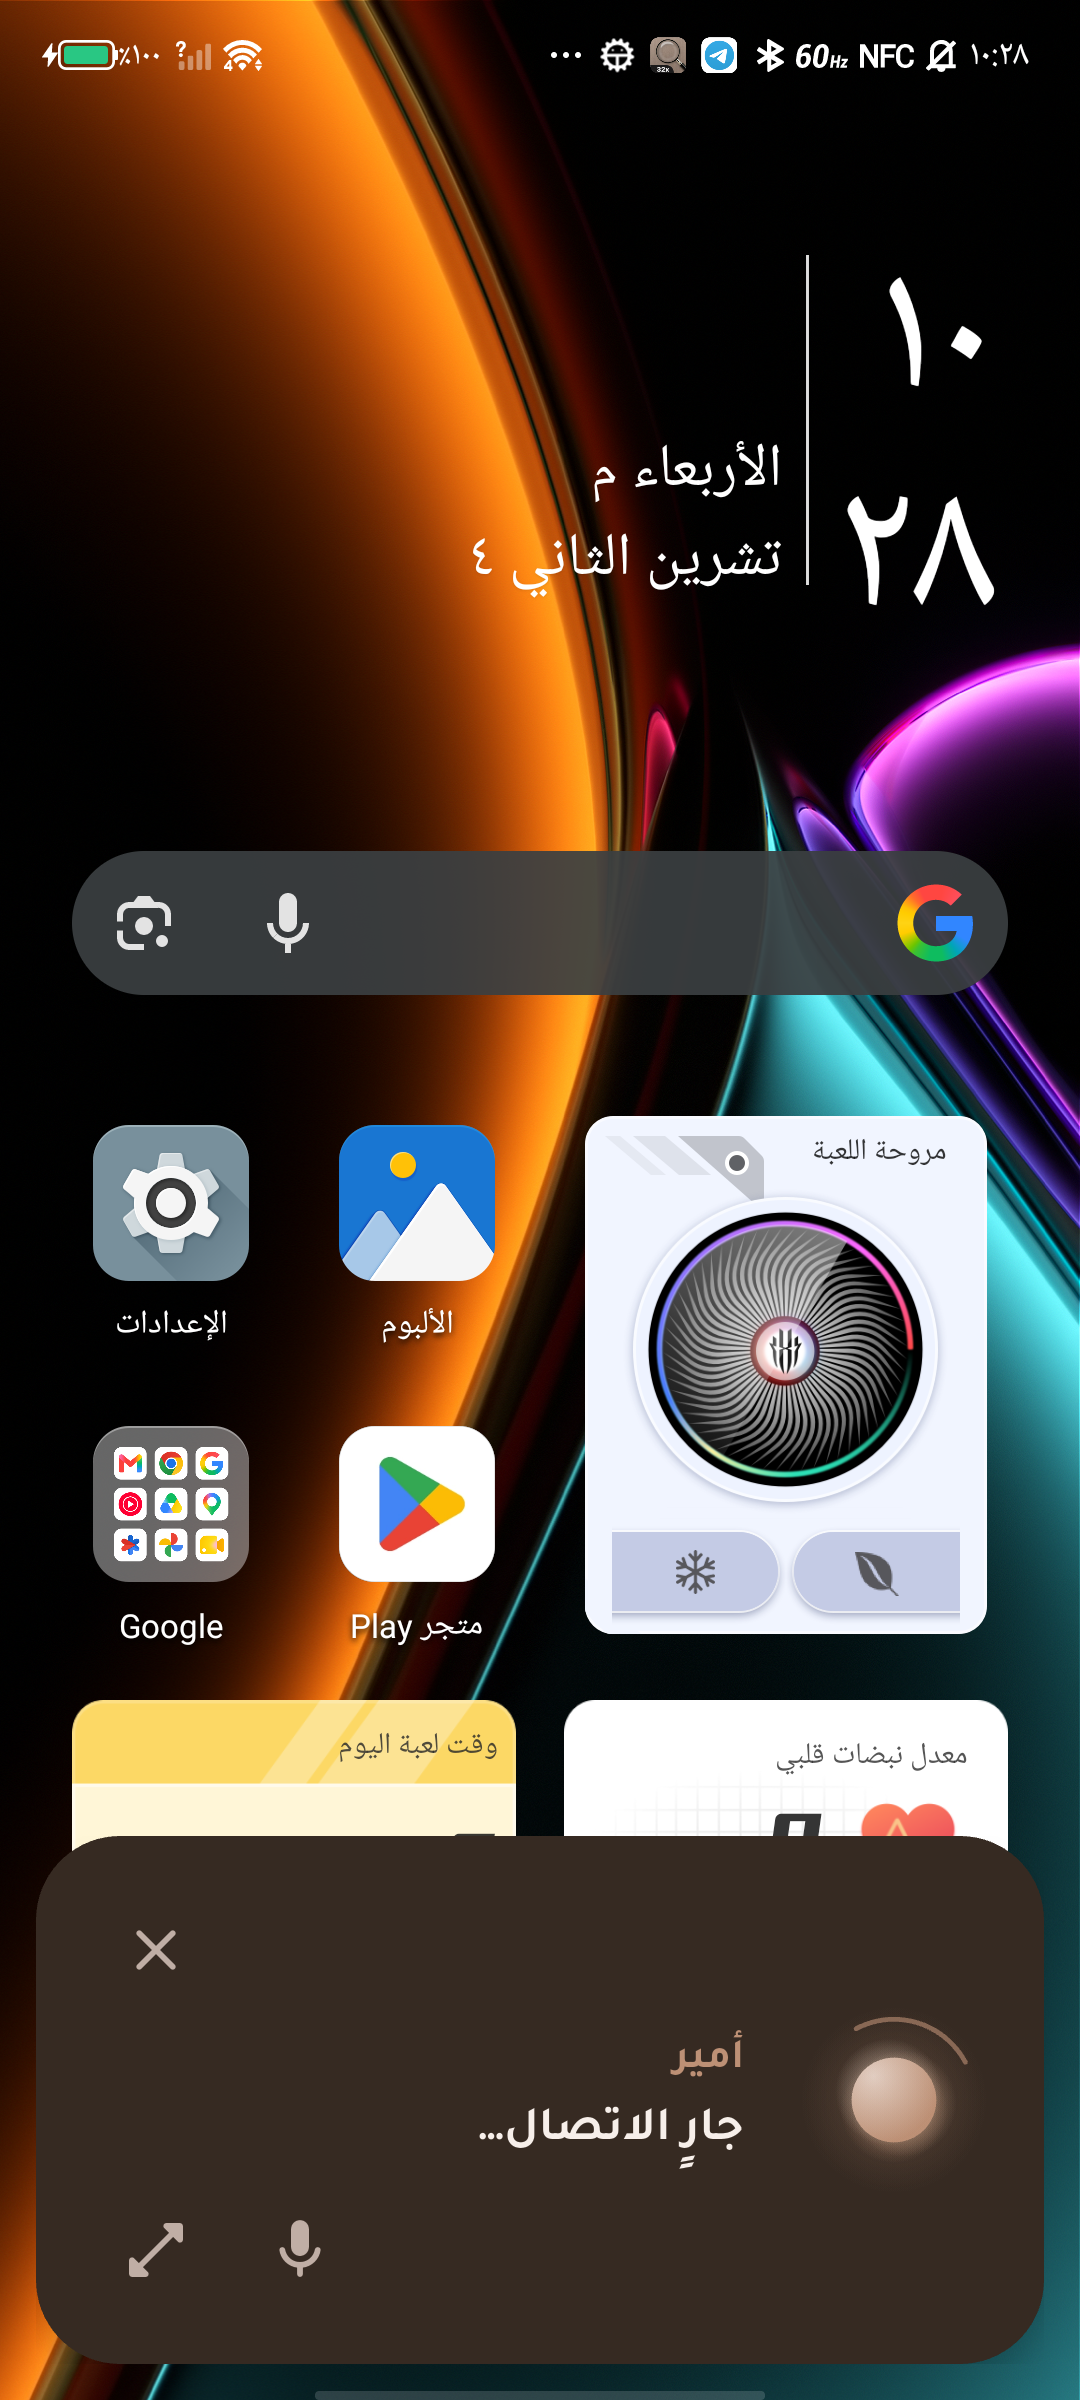 ١٠:٢٨
NFC
60Hz
32x
٪١٠٠
١٠
٢٨
الأربعاء م
تشرين الثاني ٤
مروحة اللعبة
الألبوم
الإعدادات
متجر Play
Google
معدل نبضات قلبي
وقت لعبة اليوم
أمير
جارٍ الاتصال...